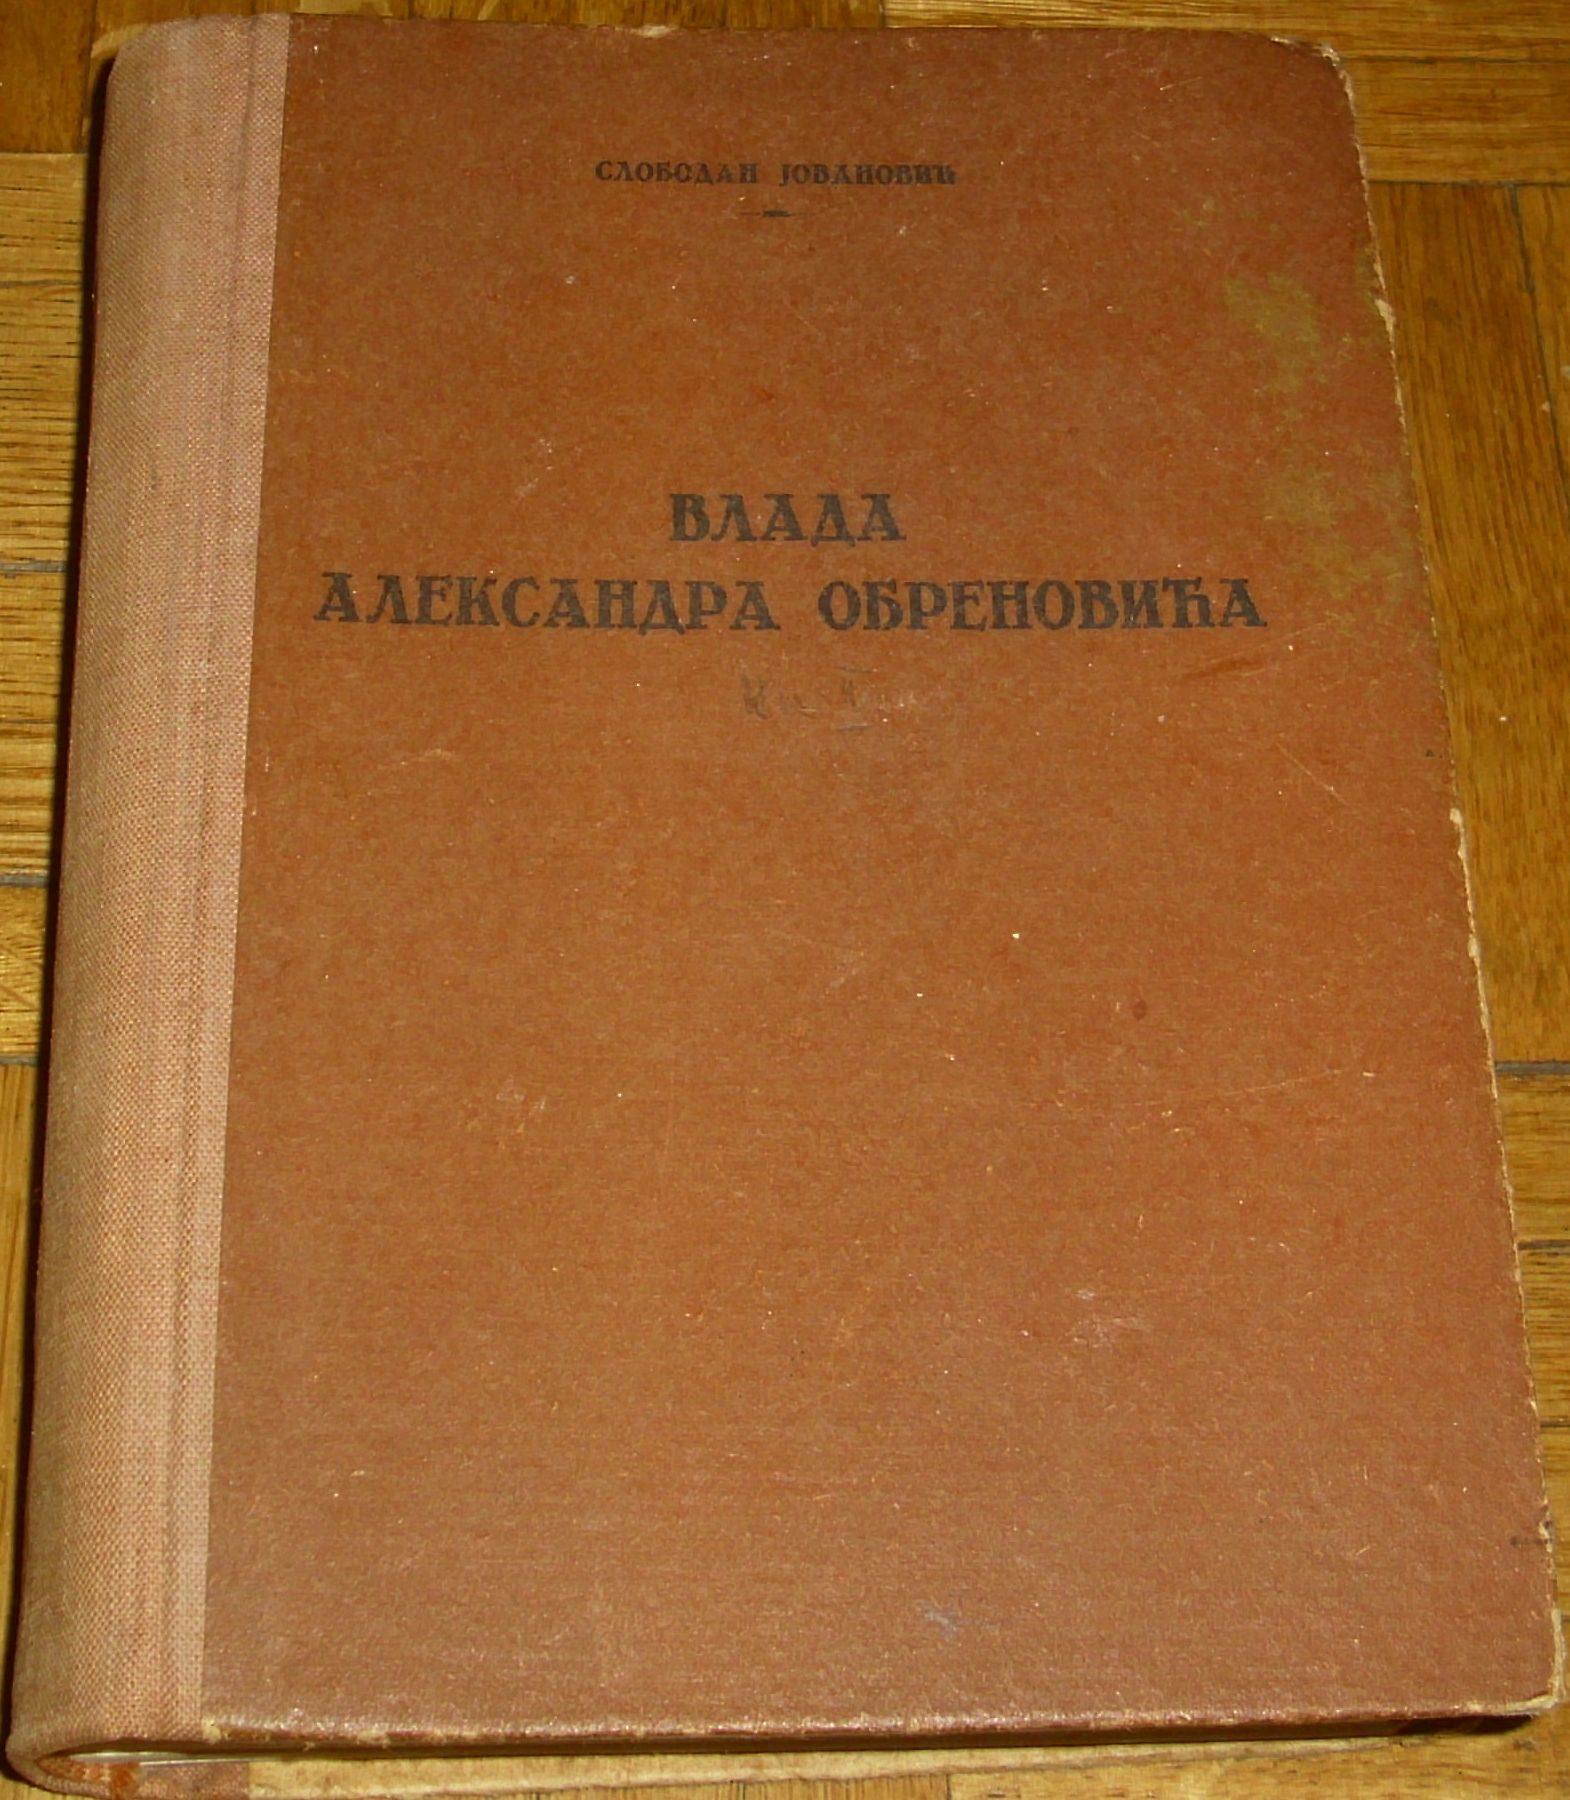 СЛОБОДАН ЈОВАНОВИЋ
ВЛАДА
АЛЕКСАНДРА ОБРЕНОВИЋА